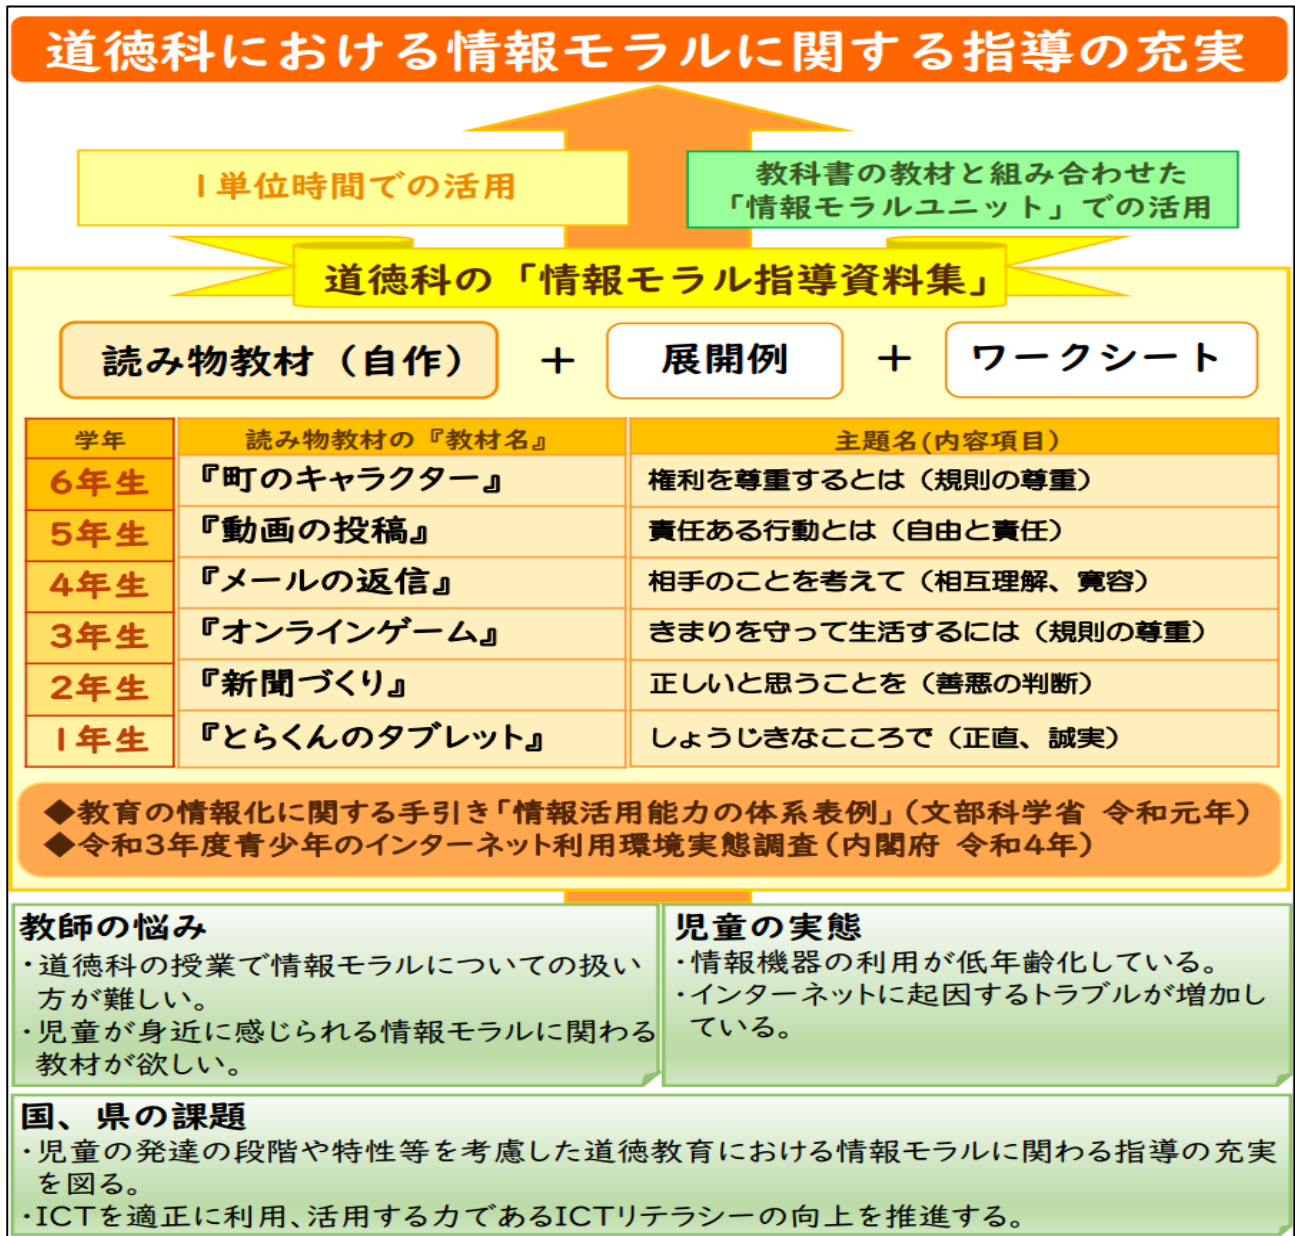 道徳科における情報モラルに関する指導の充実
1単位時間での活用
教科書の教材と組み合わせた
「情報モラルユニット」での活用
道徳科の「情報モラル指導資料集」
読み物教材（自作） ＋ 展開例 ＋ ワークシート
学年 読み物教材の『教材名』 主題名(内容項目)
6年生 『町のキャラクター』 権利を尊重するとは（規則の尊重）
5年生 『動画の投稿』 責任ある行動とは（自由と責任）
4年生 『メールの返信』 相手のことを考えて（相互理解、寛容）
3年生 『オンラインゲーム』 きまりを守って生活するには（規則の尊重）
2年生 『新聞づくり』 正しいと思うことを（善悪の判断）
1年生 『とらくんのタブレット』 しょうじきなこころで（正直、誠実）
◆教育の情報化に関する手引き「情報活用能力の体系表例」（文部科学省 令和元年）
◆令和3年度青少年のインターネット利用環境実態調査（内閣府 令和4年）
教師の悩み
・道徳科の授業で情報モラルについての扱い
方が難しい。
・児童が身近に感じられる情報モラルに関わる
教材が欲しい。
児童の実態
・情報機器の利用が低年齢化している。
・インターネットに起因するトラブルが増加し
ている。
国、県の課題
・児童の発達の段階や特性等を考慮した道徳教育における情報モラルに関わる指導の充実
を図る。
・ICTを適正に利用、活用する力であるICTリテラシーの向上を推進する。